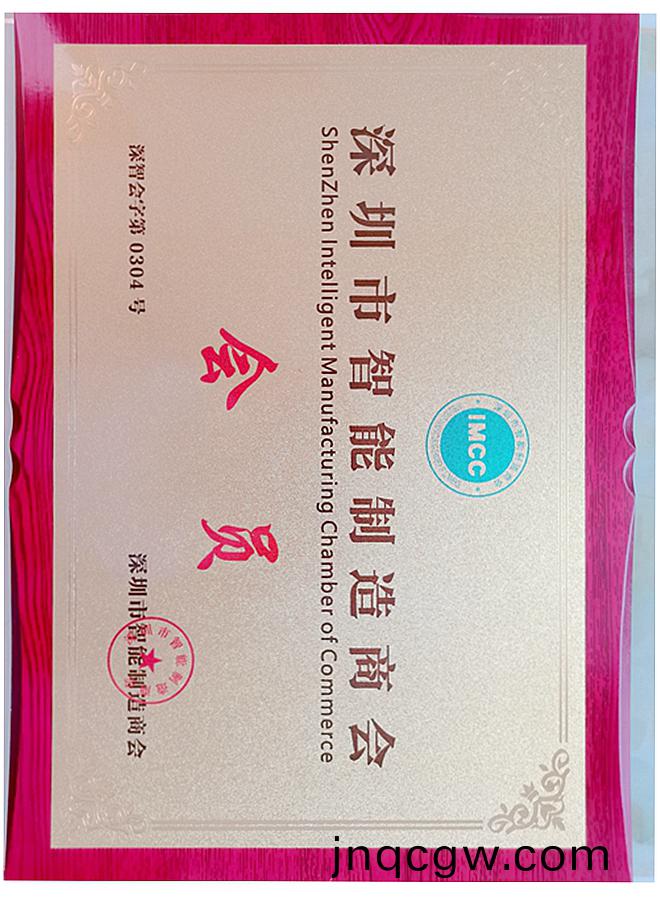 IMCC
深圳市智能制造商会
ShenZhen Intelligent Manufacturing Chamber of Commerce
会员
深智会字第 0304 号
深圳市智能制造商会
jnqcgw.com